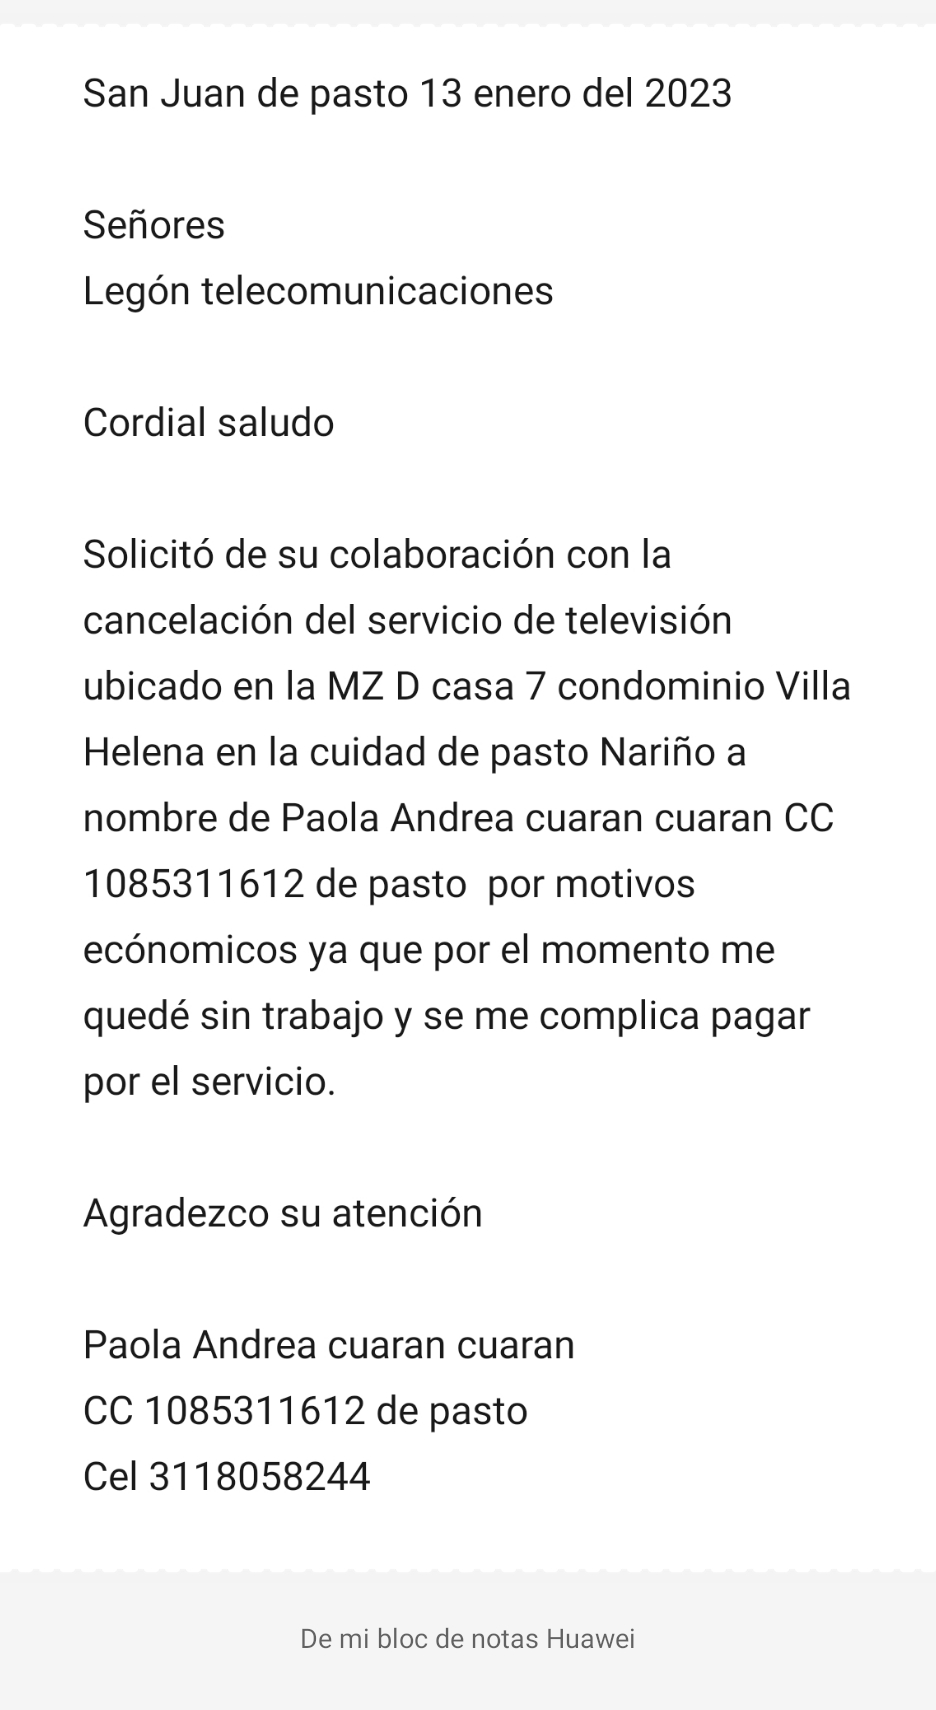 San Juan de pasto 13 enero del 2023
Señores
Legón telecomunicaciones
Cordial saludo
Solicitó de su colaboración con la
cancelación del servicio de televisión
ubicado en la MZ D casa 7 condominio Villa
Helena en la cuidad de pasto Nariño a
nombre de Paola Andrea cuaran cuaran CC
1085311612 de pasto  por motivos
ecónomicos ya que por el momento me
quedé sin trabajo y se me complica pagar
por el servicio.
Agradezco su atención
Paola Andrea cuaran cuaran
CC 1085311612 de pasto
Cel 3118058244
De mi bloc de notas Huawei